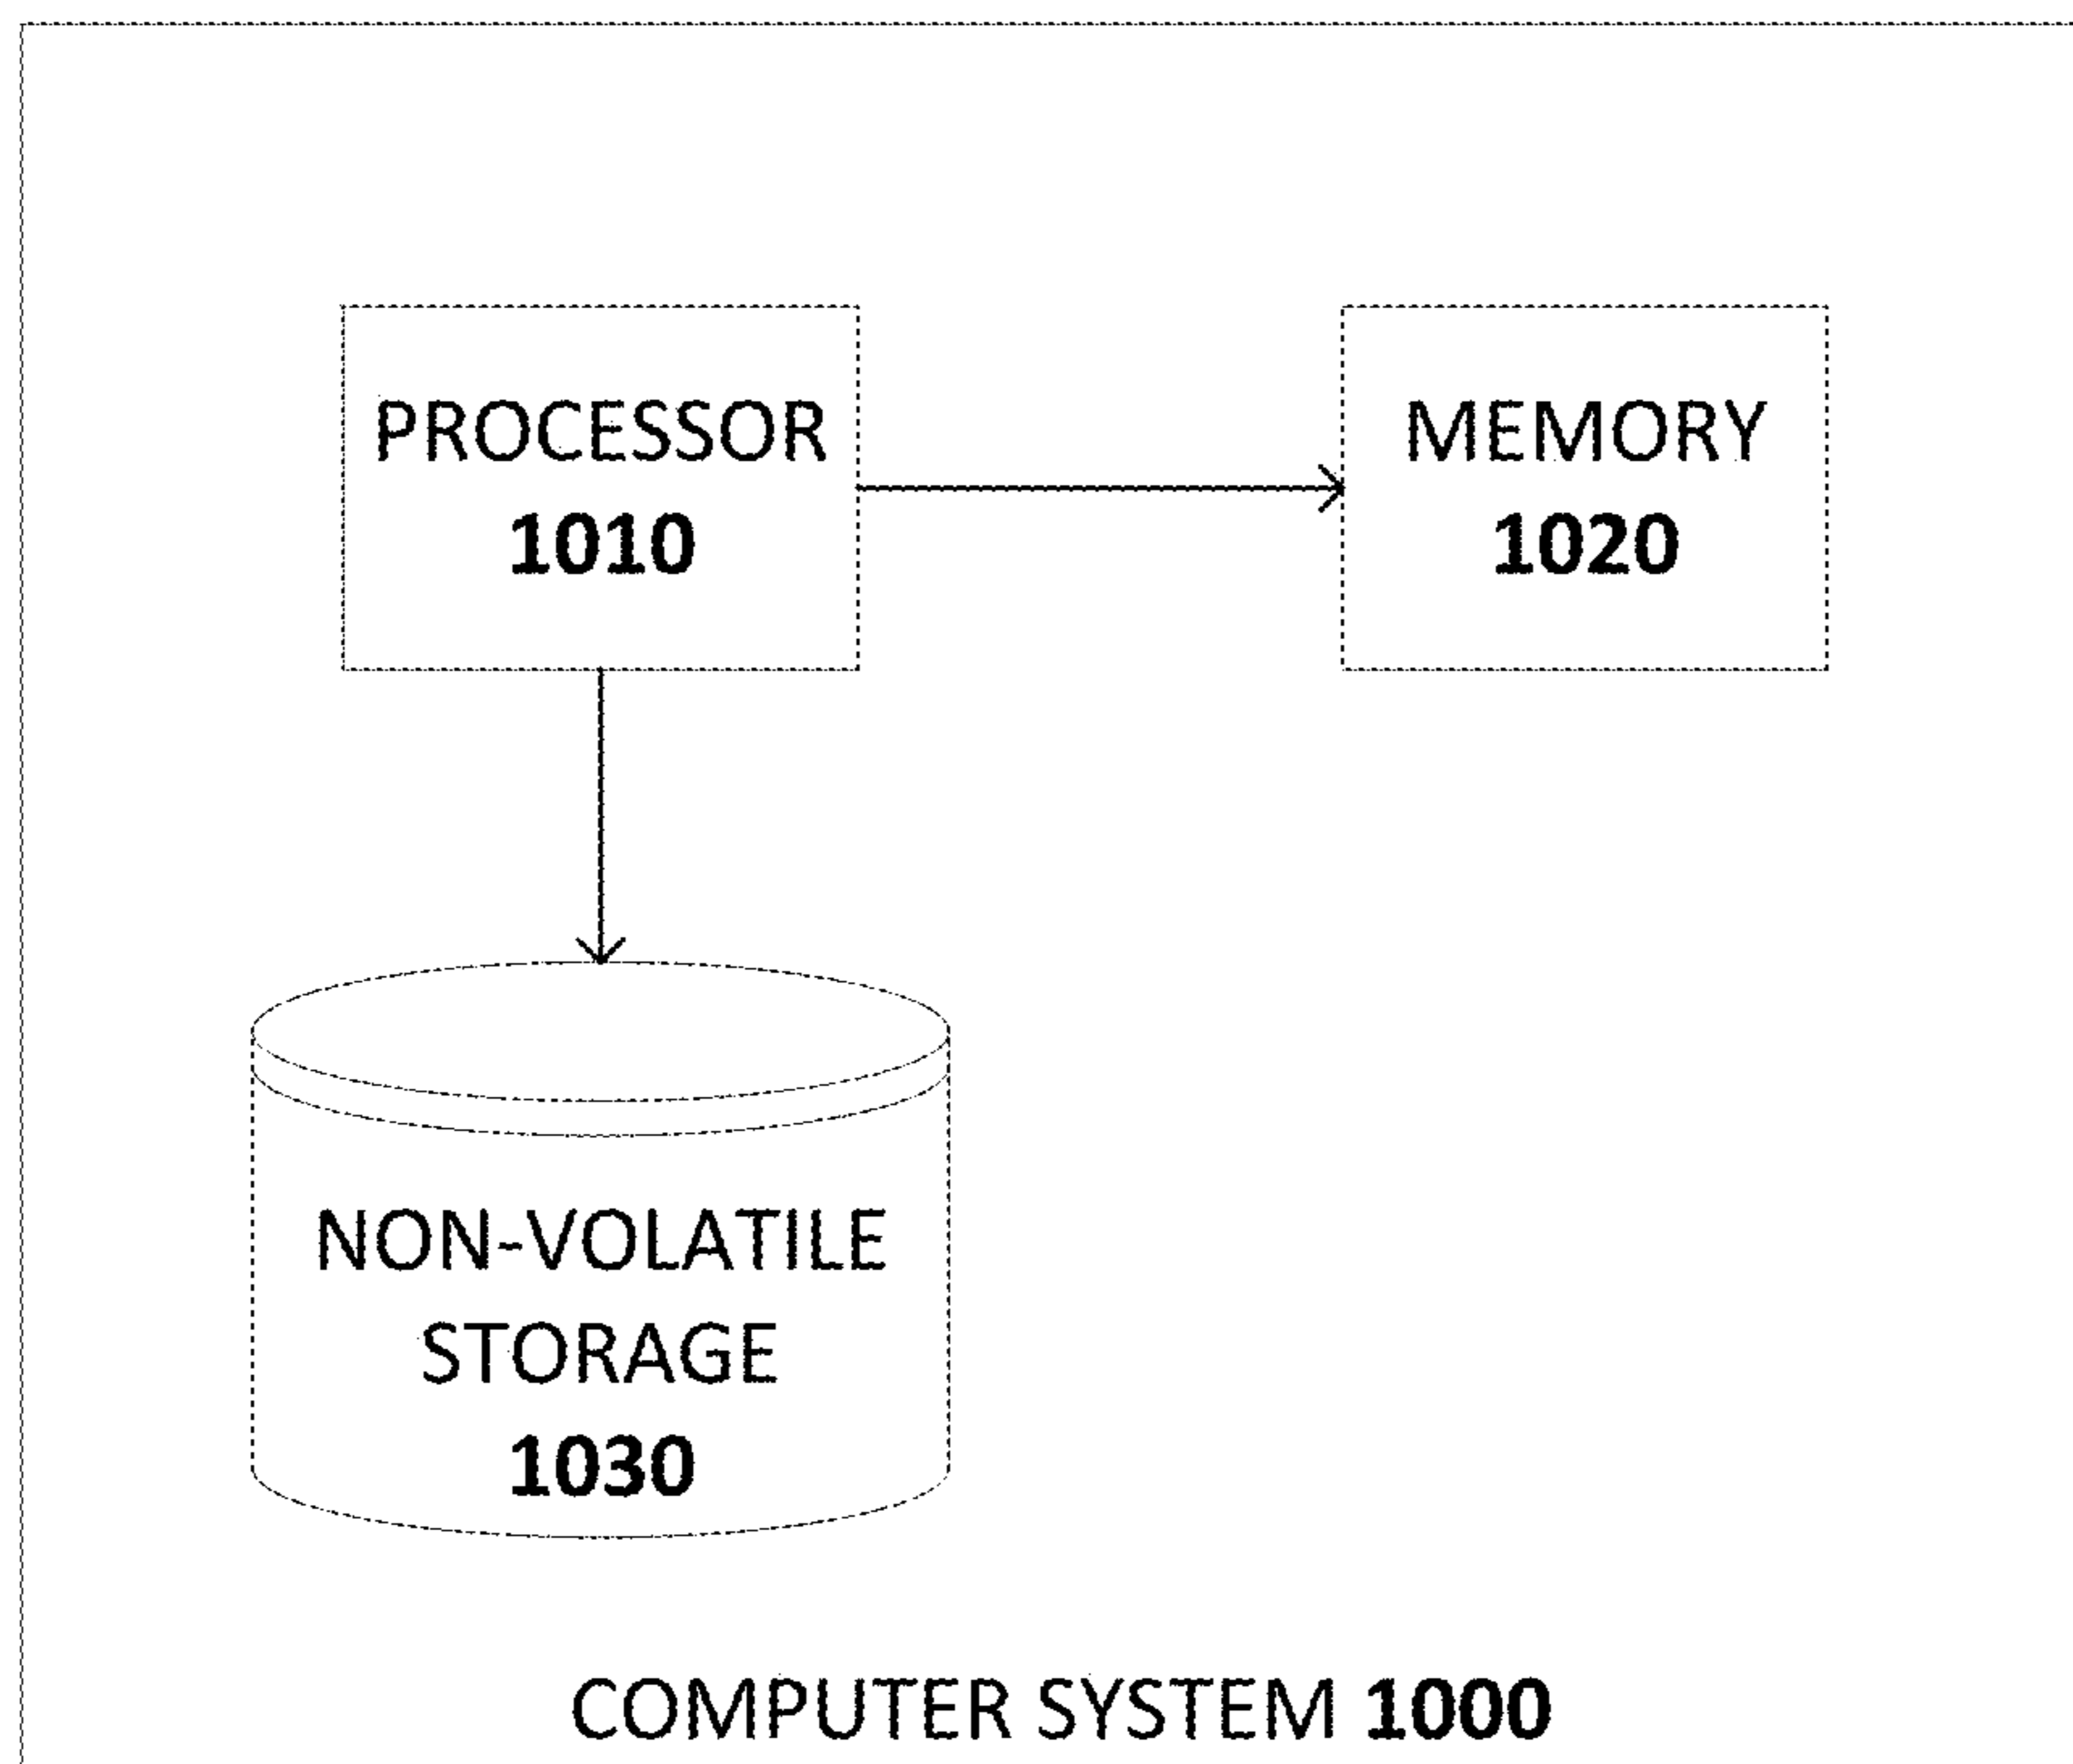 PROCESSOR
1010
MEMORY
1020
NON-VOLATILE
STORAGE
1030
COMPUTER SYSTEM 1000